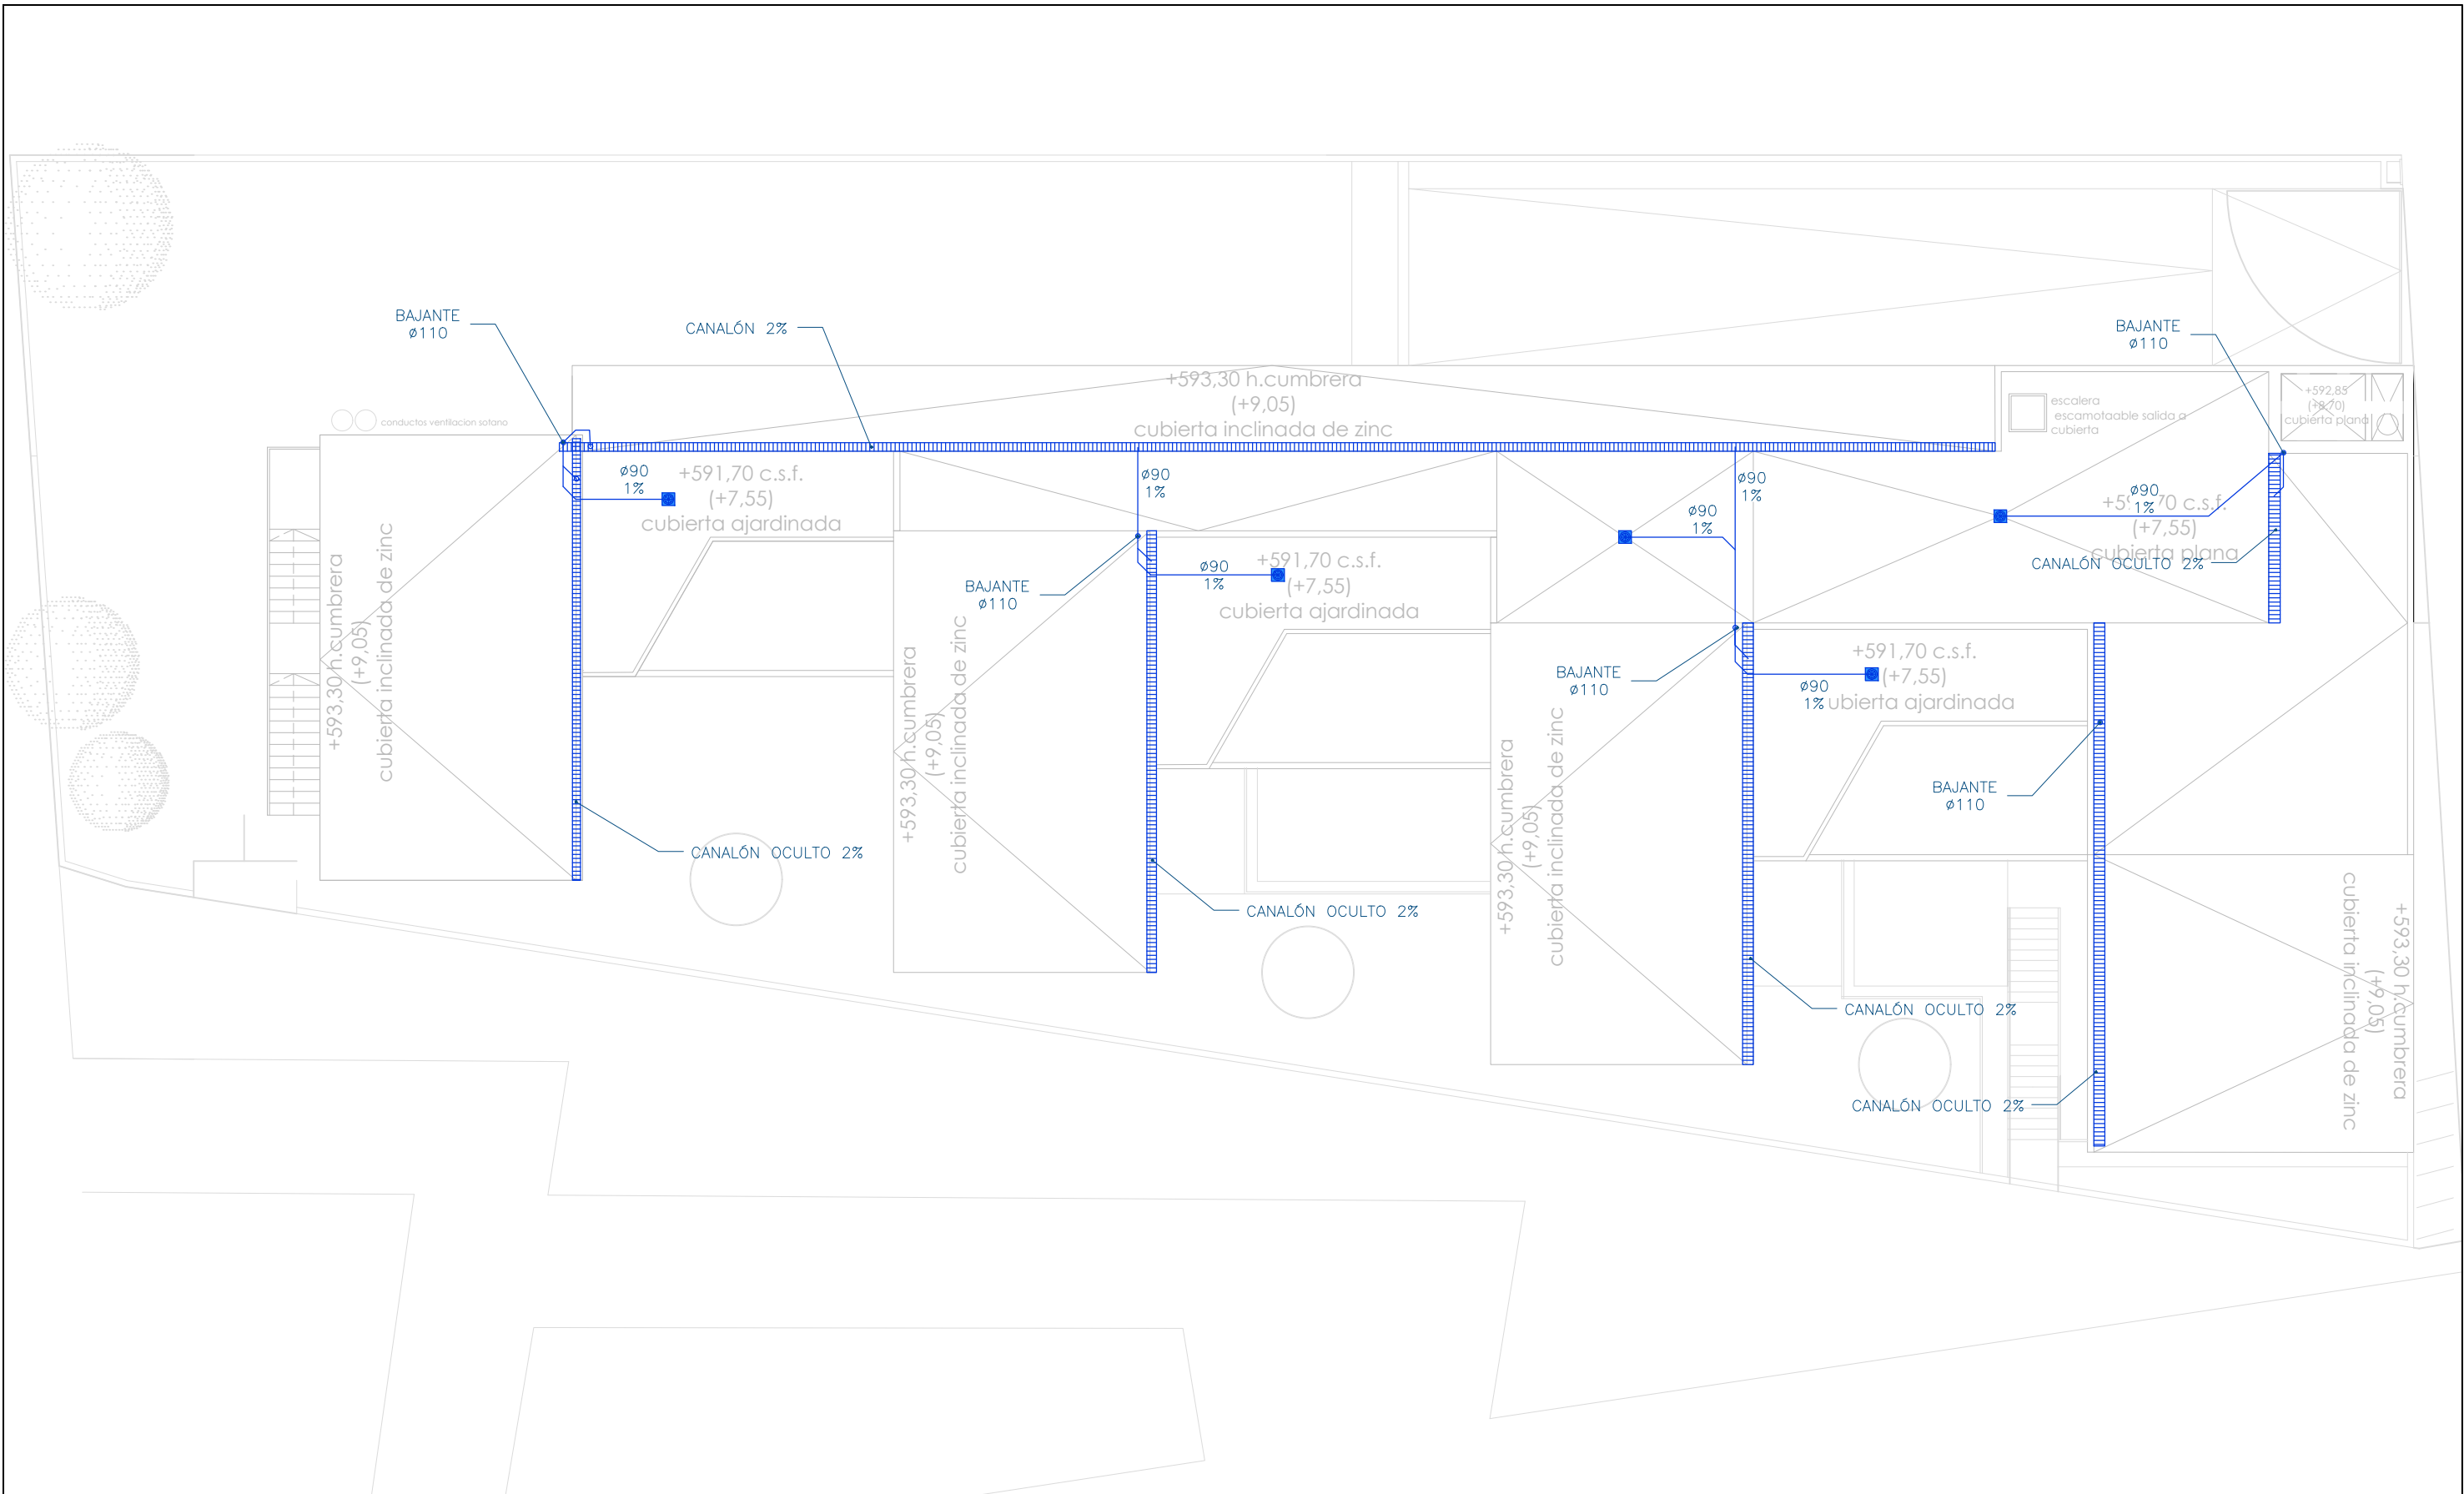 BAJANTE
ø110
CANALÓN 2%
BAJANTE
ø110
+593,30 h.cumbrera
(+9,05)
cubierta inclinada de zinc
+592,85
(+8,70)
cubierta plana
escalera
escamotaable salida a
cubierta
conductos ventilacion sotano
ø90
1%
+591,70 c.s.f.
(+7,55)
cubierta ajardinada
ø90
1%
ø90
1%
ø90
1%
ø90
1%
(+7,55)
cubierta plana
CANALÓN OCULTO 2%
+593,30 h.cumbrera
(+9,05)
cubierta inclinada de zinc
BAJANTE
ø110
ø90
1%
+591,70 c.s.f.
(+7,55)
cubierta ajardinada
BAJANTE
ø110
ø90
1%
+591,70 c.s.f.
(+7,55)
ubierta ajardinada
+593,30 h.cumbrera
(+9,05)
cubierta inclinada de zinc
+593,30 h.cumbrera
(+9,05)
cubierta inclinada de zinc
BAJANTE
ø110
CANALÓN OCULTO 2%
CANALÓN OCULTO 2%
CANALÓN OCULTO 2%
CANALÓN OCULTO 2%
+593,30 h.cumbrera
(+9,05)
cubierta inclinada de zinc